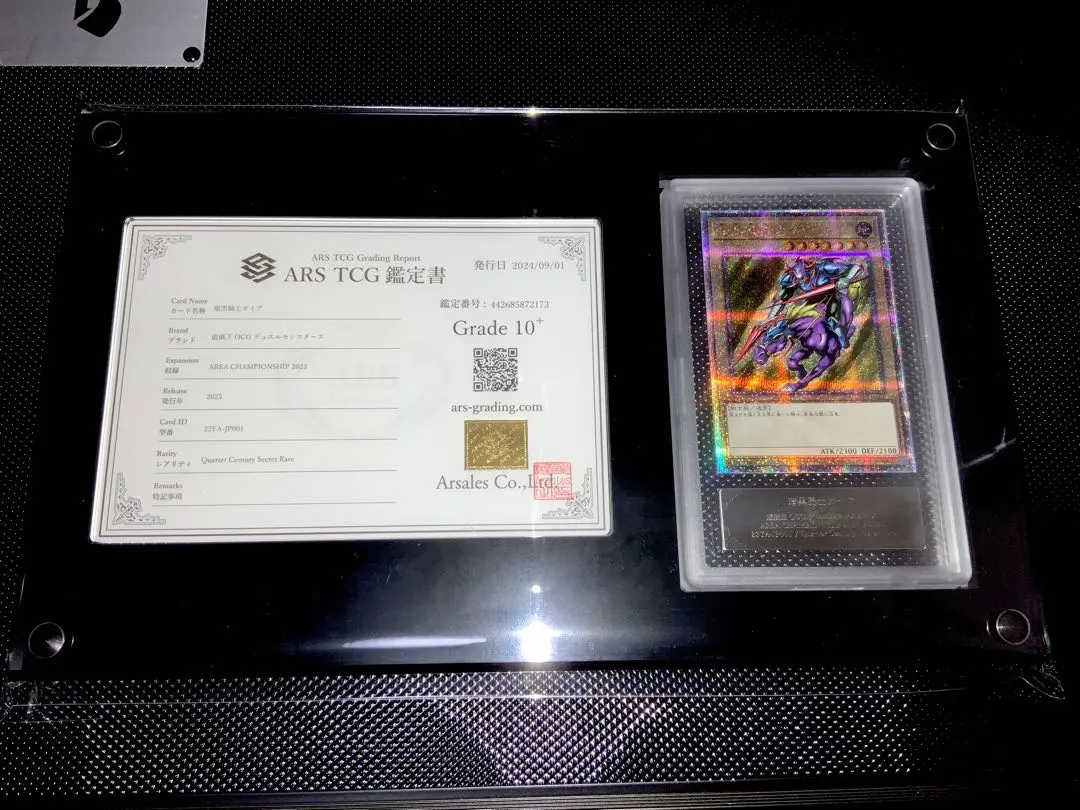 ARS TCG Grading Report
ARS TCG 鑑定書
発行日 2024/09/01
Card Name
カード名称 暗黒騎士ガイア
Brand
ブランド 遊戯王 OCG デュエルモンスターズ
Expansion
収録 AREA CHAMPIONSHIP 2023
Release
発行年 2023
Card ID
型番 23YA-JP001
Rarity
レアリティ Quarter Century Secret Rare
Remarks
特記事項
鑑定番号 : 442685872173
Grade 10+
ars-grading.com
Arsales Co.,Ltd.
ATK/2300 DEF/2100
23YA-JP001 / Quarter Century